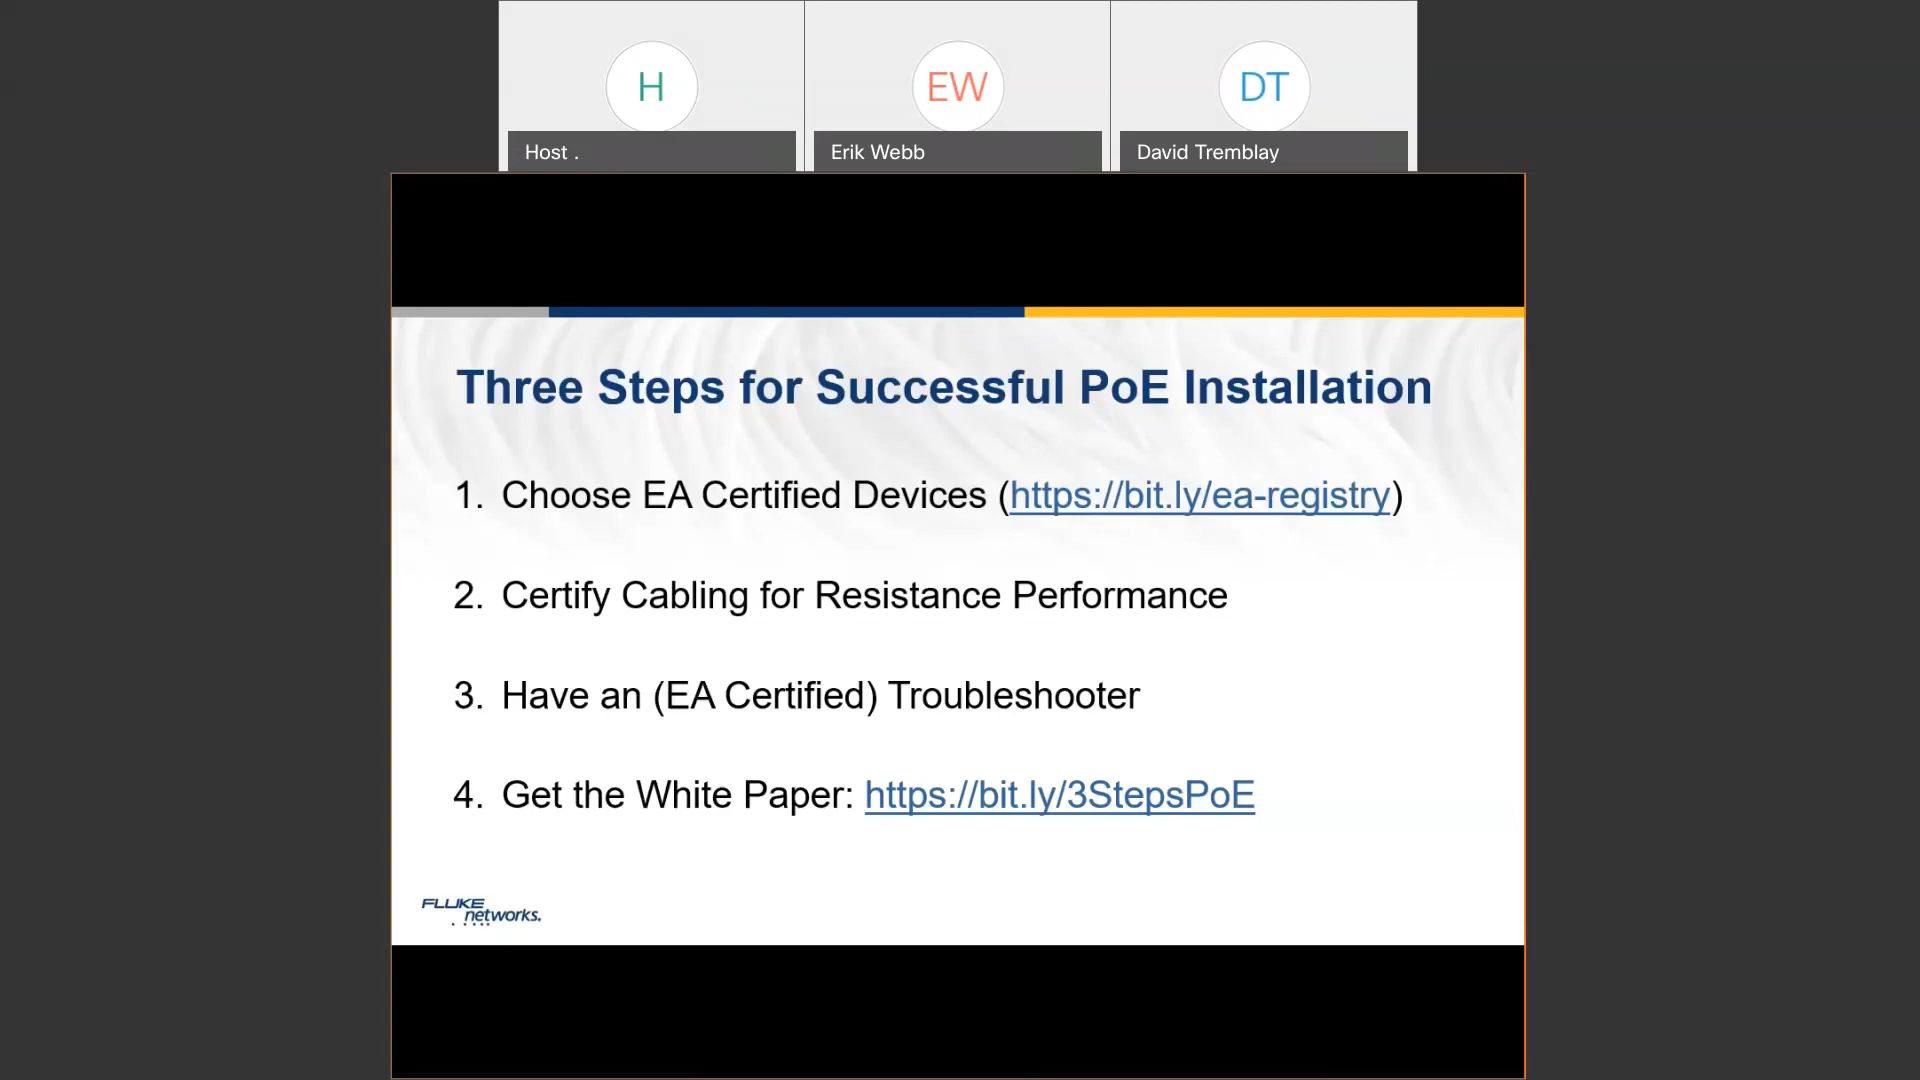 H
EW
DT
Host .
Erik Webb
David Tremblay
Three Steps for Successful PoE Installation
1. Choose EA Certified Devices (https://bit.ly/ea-registry)
2. Certify Cabling for Resistance Performance
3. Have an (EA Certified) Troubleshooter
4. Get the White Paper: https://bit.ly/3StepsPoE
FLUKE
networks.